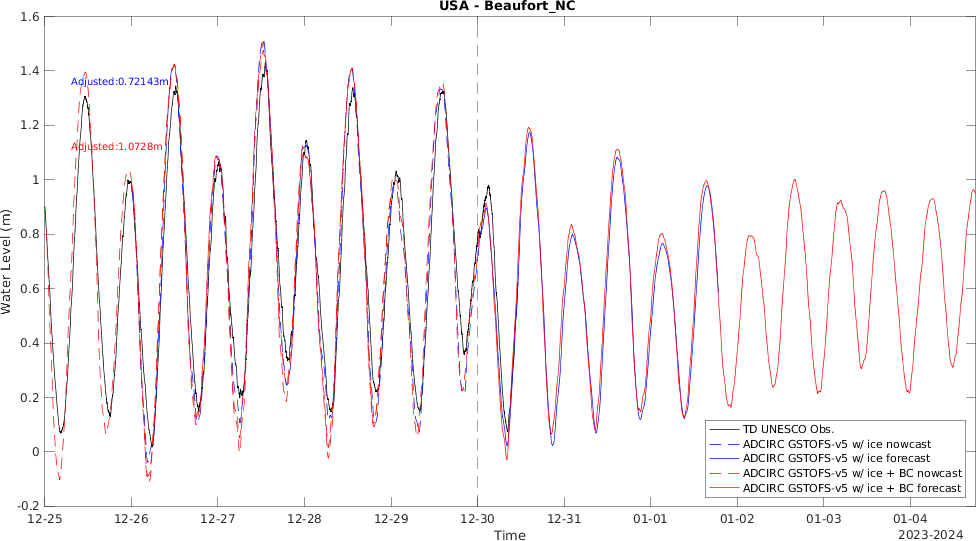 USA - Beaufort_NC
1.6
1.4
1.2
1
0.8
0.6
0.4
0.2
0
-0.2
Water Level (m)
Adjusted:0.72143m
Adjusted:1.0728m
TD UNESCO Obs.
ADCIRC GSTOFS-v5 w/ ice nowcast
ADCIRC GSTOFS-v5 w/ ice forecast
ADCIRC GSTOFS-v5 w/ ice + BC nowcast
ADCIRC GSTOFS-v5 w/ ice + BC forecast
12-25 12-26 12-27 12-28 12-29 12-30 12-31 01-01 01-02 01-03 01-04
Time
2023-2024